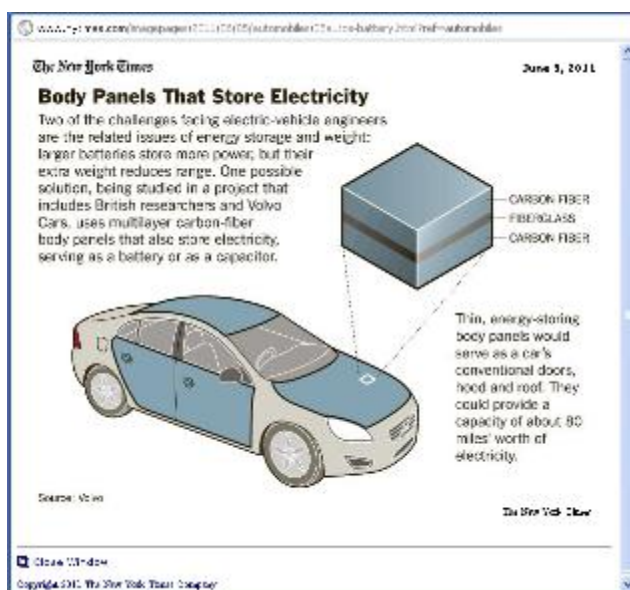 The New York Times
June 5, 2011
Body Panels That Store Electricity
Two of the challenges facing electric-vehicle engineers
are the related issues of energy storage and weight:
larger batteries store more power, but their
extra weight reduces range. One possible
solution, being studied in a project that
includes British researchers and Volvo
Cars, uses multilayer carbon-fiber
body panels that also store electricity,
serving as a battery or as a capacitor.
CARBON FIBER
FIBERGLASS
CARBON FIBER
Thin, energy-storing
body panels would
serve as a car's
conventional doors,
hood and roof. They
could provide a
capacity of about 80
miles' worth of
electricity.
Source: Volvo
The New York Times
Close Window
Copyright 2011 The New York Times Company